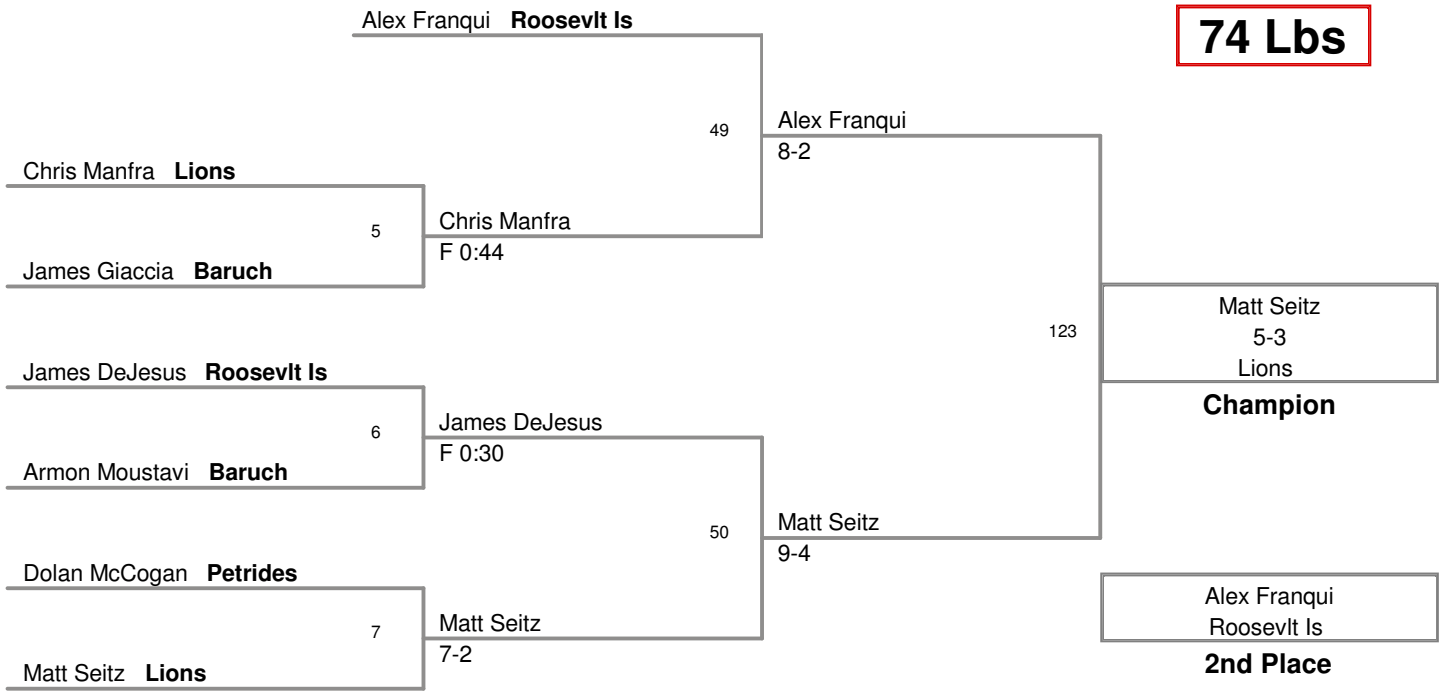 Alex Franqui Roosevlt Is
74 Lbs
49
Alex Franqui
8-2
Chris Manfra Lions
5
Chris Manfra
F 0:44
James Giaccia Baruch
123
Matt Seitz
5-3
Lions
Champion
James DeJesus Roosevlt Is
6
James DeJesus
F 0:30
Armon Moustavi Baruch
50
Matt Seitz
9-4
Dolan McCogan Petrides
7
Matt Seitz
7-2
Matt Seitz Lions
Alex Franqui
Roosevlt Is
2nd Place